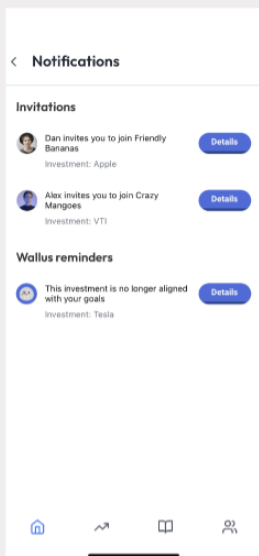 Notifications
Invitations
Dan invites you to join Friendly
Bananas
Details
Investment: Apple
Alex invites you to join Crazy
Mangoes
Details
Investment: VTI
Wallus reminders
This investment is no longer aligned
with your goals
Details
Investment: Tesla